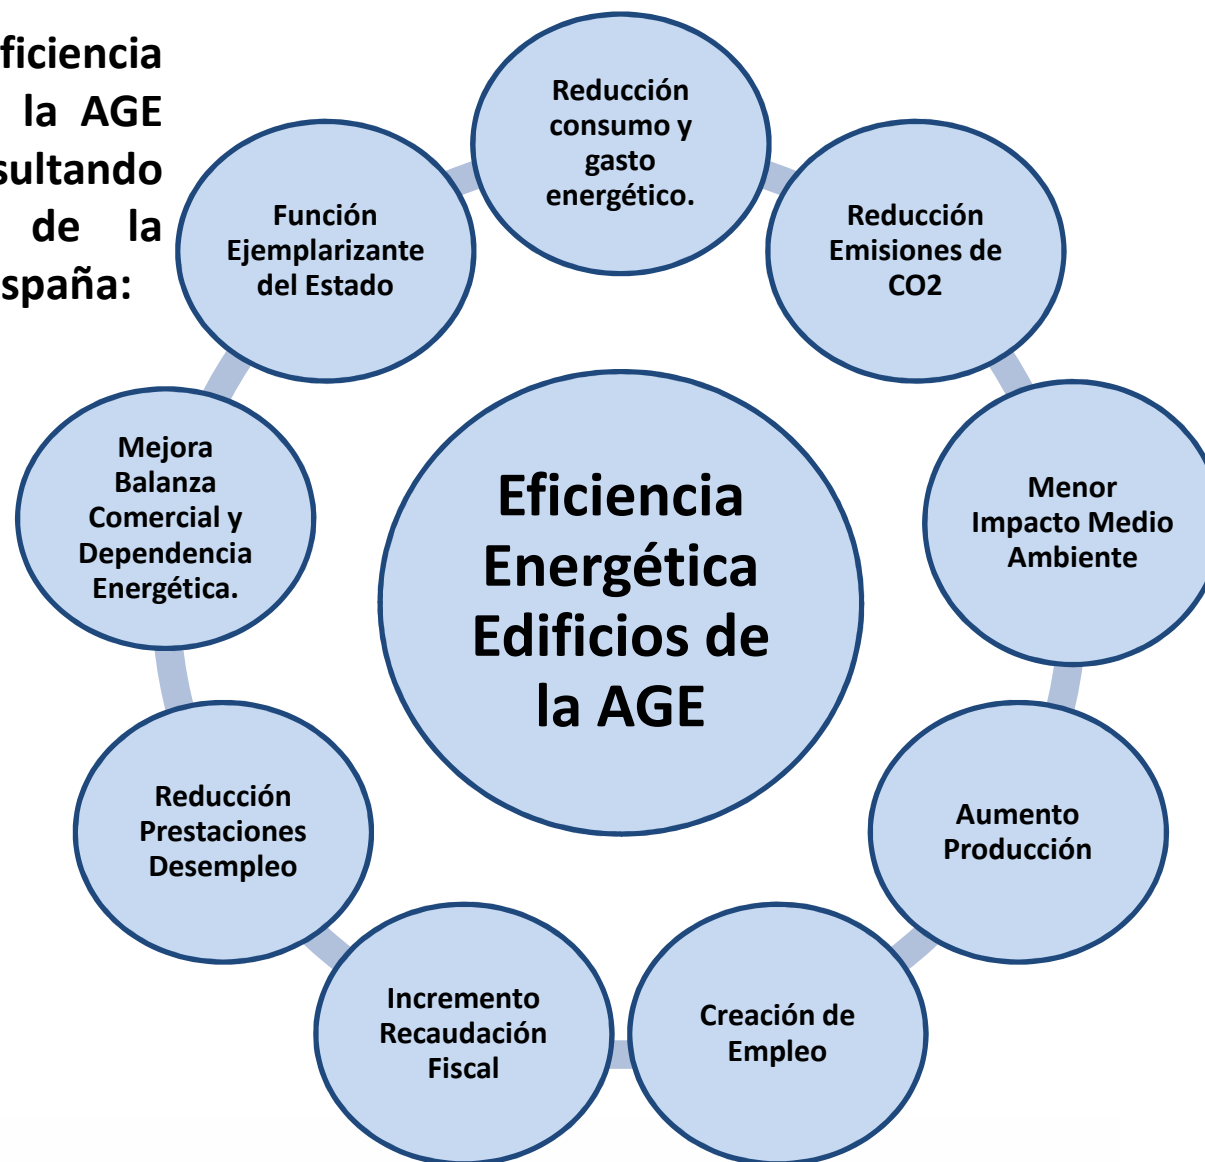 ficiencia
la AGE
sultando
de la
spaña:
Reducción
consumo y
gasto
energético.
Reducción
Emisiones de
CO2
Menor
Impacto Medio
Ambiente
Aumento
Producción
Creación de
Empleo
Incremento
Recaudación
Fiscal
Reducción
Prestaciones
Desempleo
Mejora
Balanza
Comercial y
Dependencia
Energética.
Función
Ejemplarizante
del Estado
Eficiencia
Energética
Edificios de
la AGE